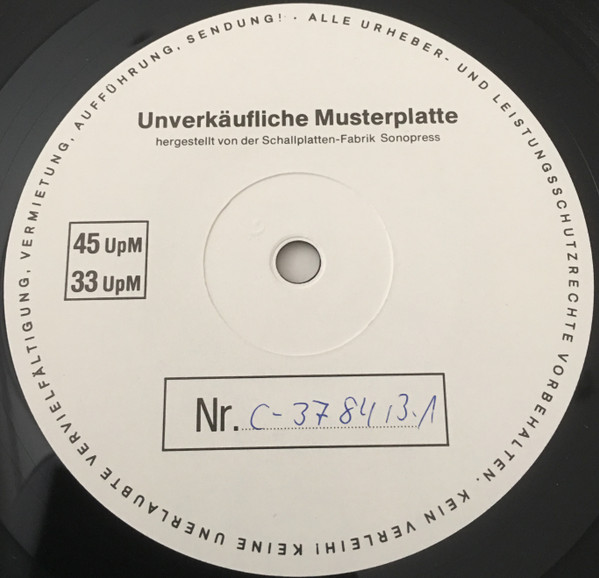 ALLE URHEBER- UND LEISTUNGSSCHUTZRECHTE VORBEHALTEN. KEIN VERLEIH! KEINE UNERLAUBTE VERVIELFÄLTIGUNG, VERMIETUNG, AUFFÜHRUNG, SENDUNG! ·
Unverkäufliche Musterplatte
hergestellt von der Schallplatten-Fabrik Sonopress
45 UpM
33 UpM
Nr. C-378413.1